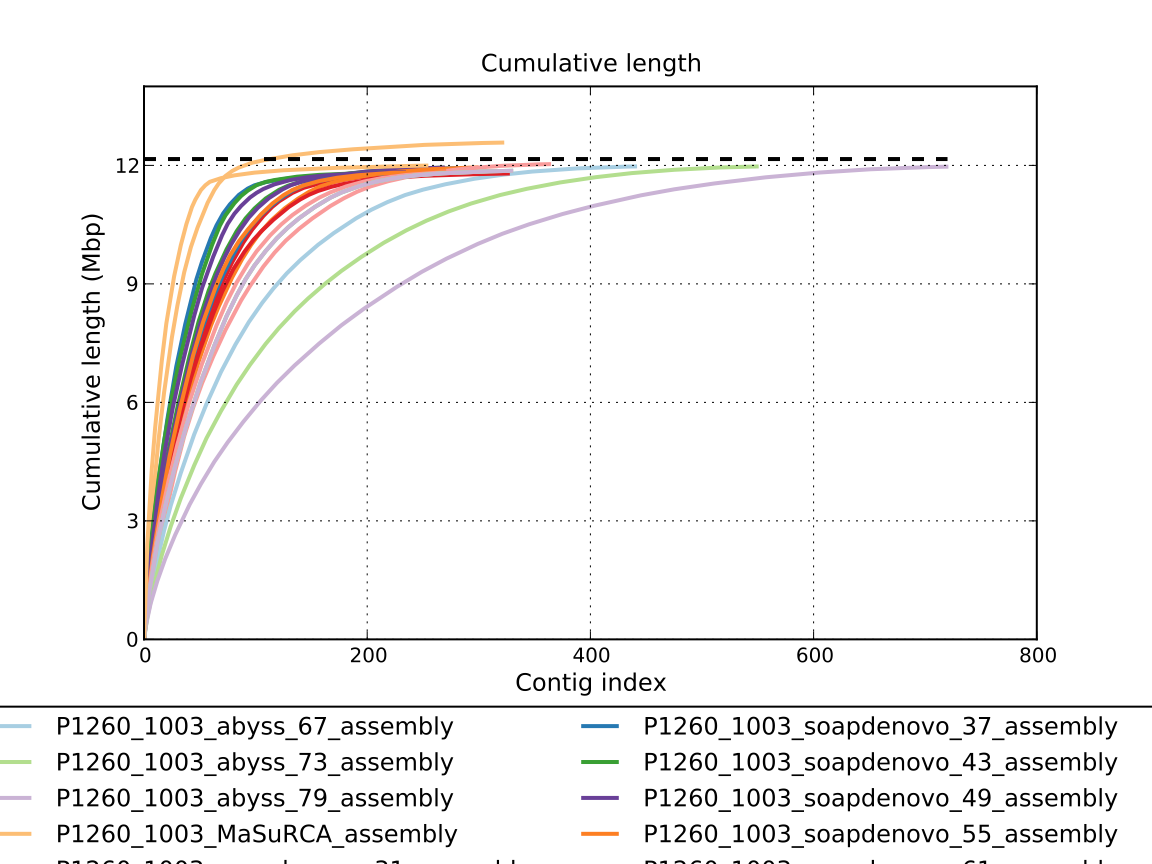 Cumulative length
Cumulative length (Mbp)
12
9
6
3
0
0 200 400 600 800
Contig index
P1260_1003_abyss_67_assembly P1260_1003_soapdenovo_37_assembly
P1260_1003_abyss_73_assembly P1260_1003_soapdenovo_43_assembly
P1260_1003_abyss_79_assembly P1260_1003_soapdenovo_49_assembly
P1260_1003_MaSuRCA_assembly P1260_1003_soapdenovo_55_assembly